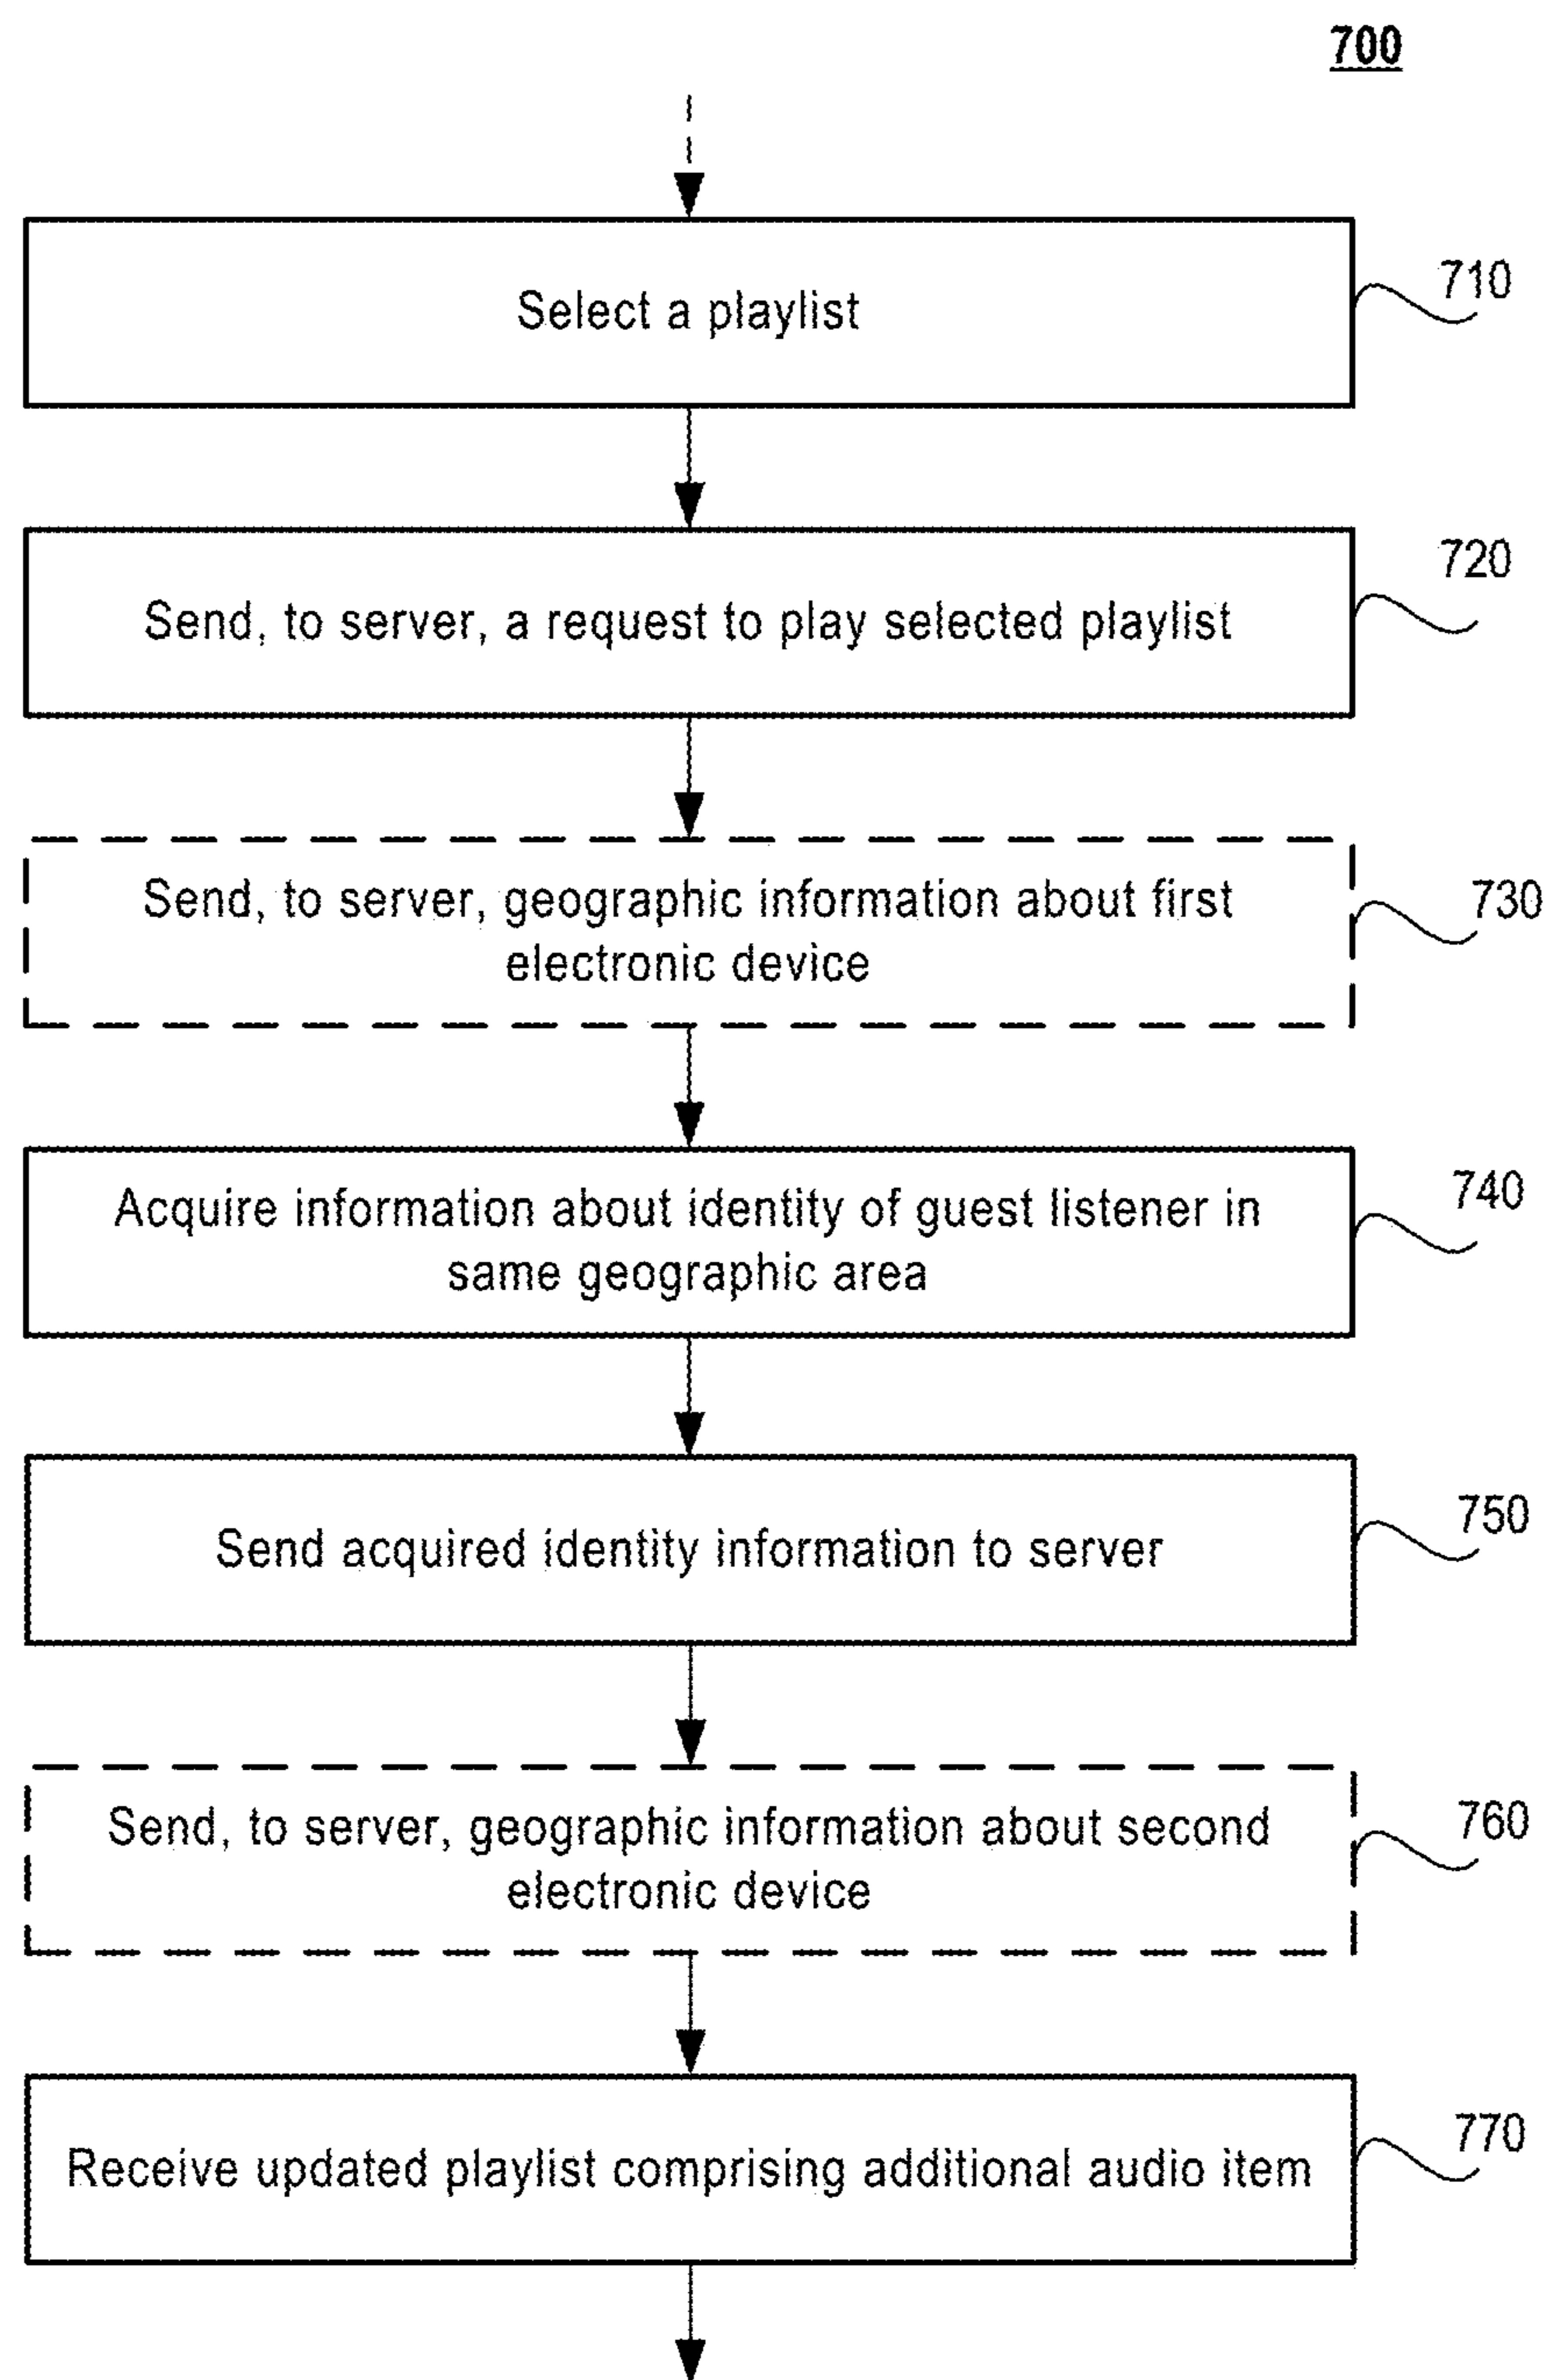 700
Select a playlist
710
Send, to server, a request to play selected playlist
720
Send, to server, geographic information about first
electronic device
730
Acquire information about identity of guest listener in
same geographic area
740
Send acquired identity information to server
750
Send, to server, geographic information about second
electronic device
760
Receive updated playlist comprising additional audio item
770